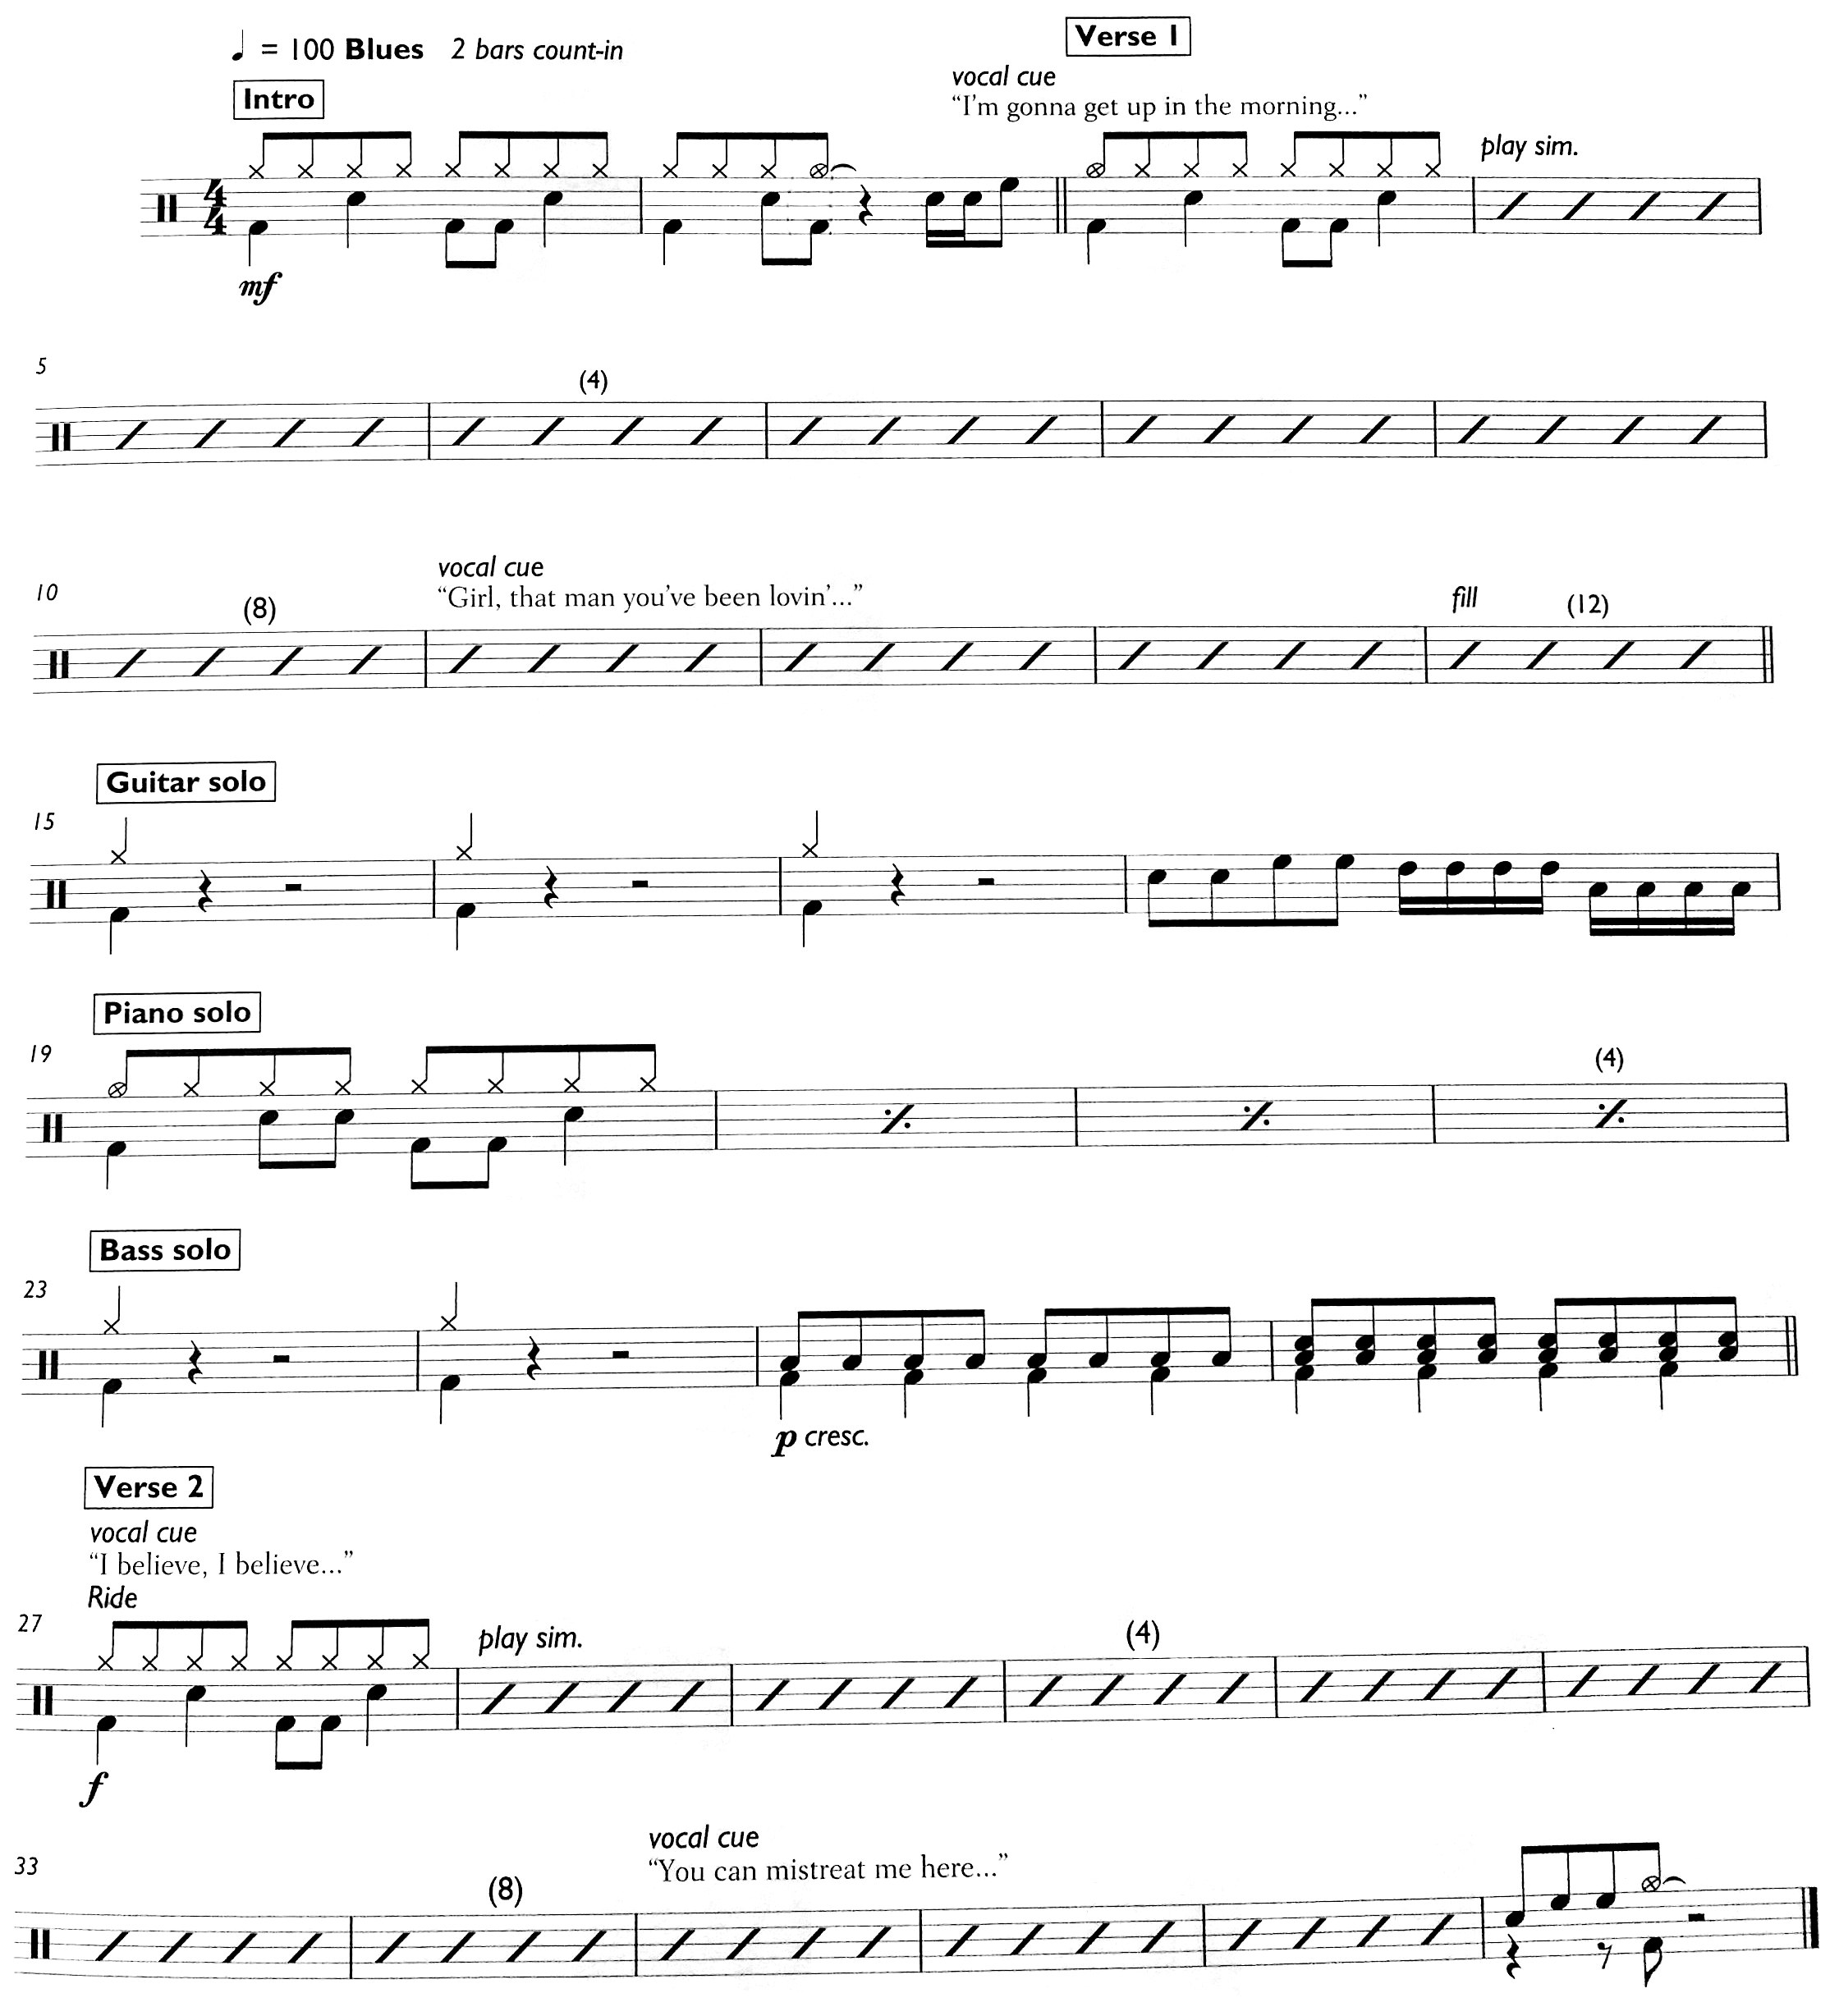 ♩ = 100 Blues 2 bars count-in
Verse 1
Intro
vocal cue
“I’m gonna get up in the morning...”
play sim.
4
4
mf
5
(4)
10
(8)
vocal cue
“Girl, that man you’ve been lovin’...”
fill
(12)
Guitar solo
15
Piano solo
19
(4)
Bass solo
23
p cresc.
Verse 2
vocal cue
“I believe, I believe...”
Ride
27
play sim.
(4)
f
33
(8)
vocal cue
“You can mistreat me here...”